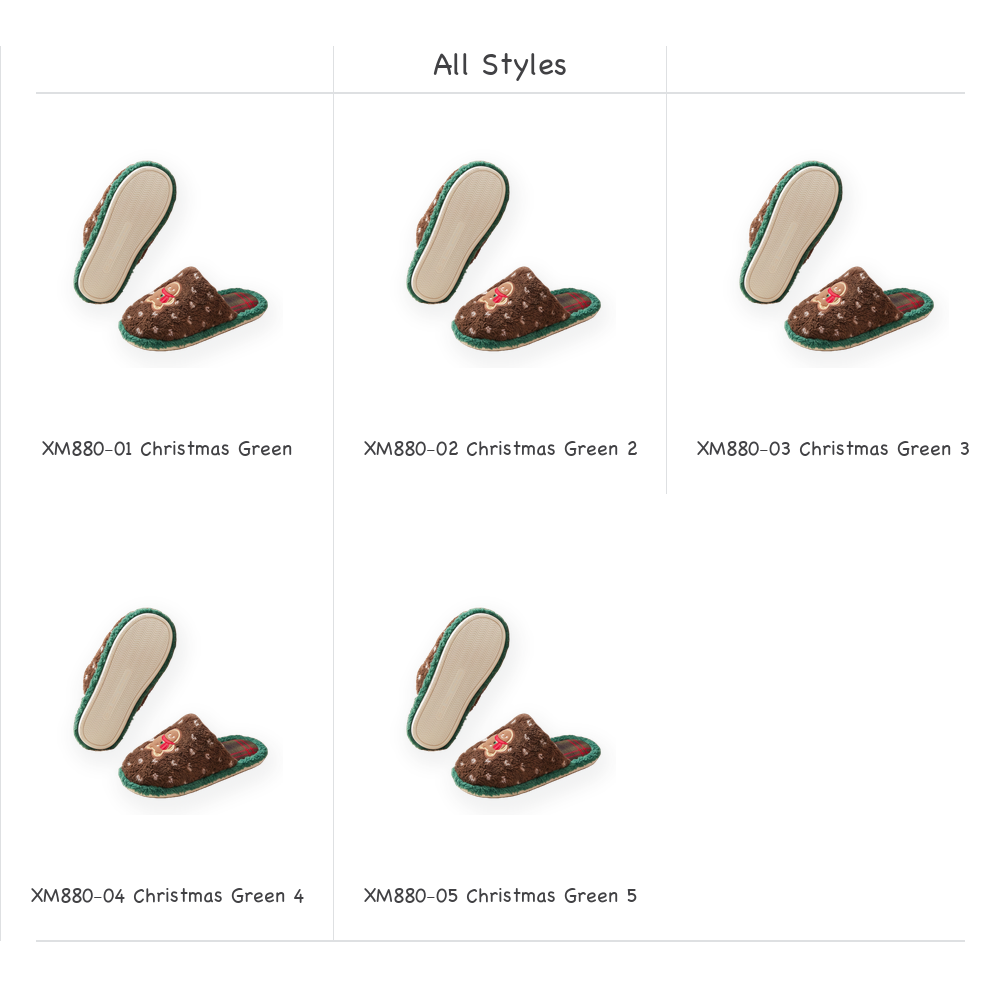 All Styles
XM880-01 Christmas Green
XM880-02 Christmas Green 2
XM880-03 Christmas Green 3
XM880-04 Christmas Green 4
XM880-05 Christmas Green 5